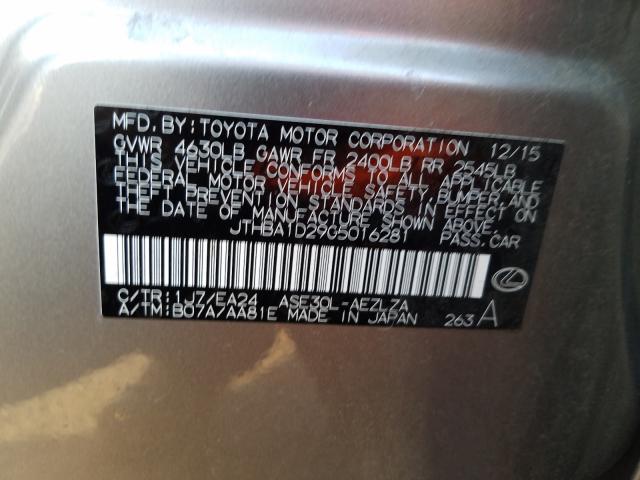 MFD. BY: TOYOTA MOTOR CORPORATION 12/15
GVWR 4630LB GAWR FR 2400LB RR 2545LB
THIS VEHICLE CONFORMS TO ALL APPLICABLE
FEDERAL MOTOR VEHICLE SAFETY, BUMPER, AND
THEFT PREVENTION STANDARDS IN EFFECT ON
THE DATE OF MANUFACTURE SHOWN ABOVE.
JTHBA1D29G5016281 PASS.CAR
C/TR:1J7/EA24 ASE30L-AEZLZA
A/TM:B07A/AA81E MADE IN JAPAN 263 A